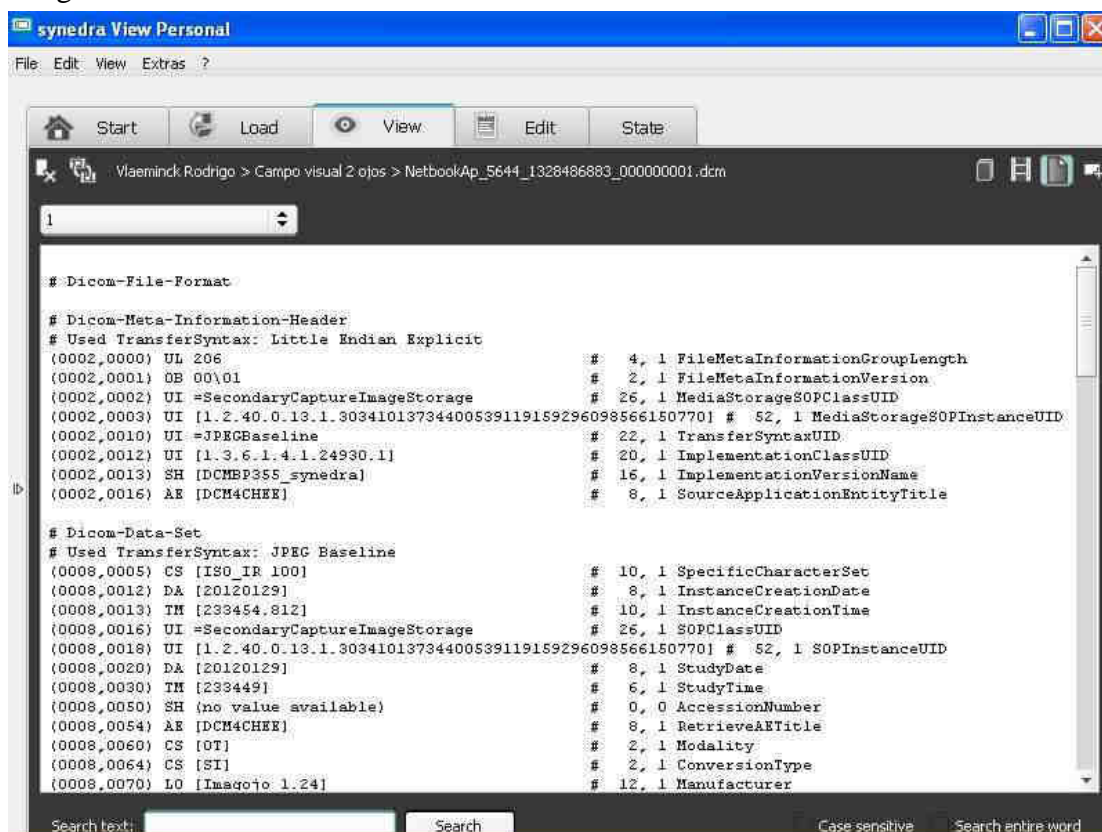 synedra View Personal
File Edit View Extras ?
Start Load View Edit State
Vlaeminck Rodrigo > Campo visual 2 ojos > NetbookAp_5644_1328486883_000000001.dcm
1
# Dicom-File-Format
# Dicom-Meta-Information-Header
# Used TransferSyntax: Little Endian Explicit
(0002,0000) UL 206 # 4, 1 FileMetaInformationGroupLength
(0002,0001) OB 00\01 # 2, 1 FileMetaInformationVersion
(0002,0002) UI =SecondaryCaptureImageStorage # 26, 1 MediaStorageSOPClassUID
(0002,0003) UI [1.2.40.0.13.1.30341013734400539119159296098566150770] # 52, 1 MediaStorageSOPInstanceUID
(0002,0010) UI =JPEGBaseline # 22, 1 TransferSyntaxUID
(0002,0012) UI [1.3.6.1.4.1.24930.1] # 20, 1 ImplementationClassUID
(0002,0013) SH [DCMBP355_synedra] # 16, 1 ImplementationVersionName
(0002,0016) AE [DCM4CHEE] # 8, 1 SourceApplicationEntityTitle
# Dicom-Data-Set
# Used TransferSyntax: JPEG Baseline
(0008,0005) CS [ISO_IR 100] # 10, 1 SpecificCharacterSet
(0008,0012) DA [20120129] # 8, 1 InstanceCreationDate
(0008,0013) TM [233454.812] # 10, 1 InstanceCreationTime
(0008,0016) UI =SecondaryCaptureImageStorage # 26, 1 SOPClassUID
(0008,0018) UI [1.2.40.0.13.1.30341013734400539119159296098566150770] # 52, 1 SOPInstanceUID
(0008,0020) DA [20120129] # 8, 1 StudyDate
(0008,0030) TM [233449] # 6, 1 StudyTime
(0008,0050) SH (no value available) # 0, 0 AccessionNumber
(0008,0054) AE [DCM4CHEE] # 8, 1 RetrieveAETitle
(0008,0060) CS [OT] # 2, 1 Modality
(0008,0064) CS [SI] # 2, 1 ConversionType
(0008,0070) LO [Imagojo 1.24] # 12, 1 Manufacturer
Search text: Search Case sensitive Search entire word